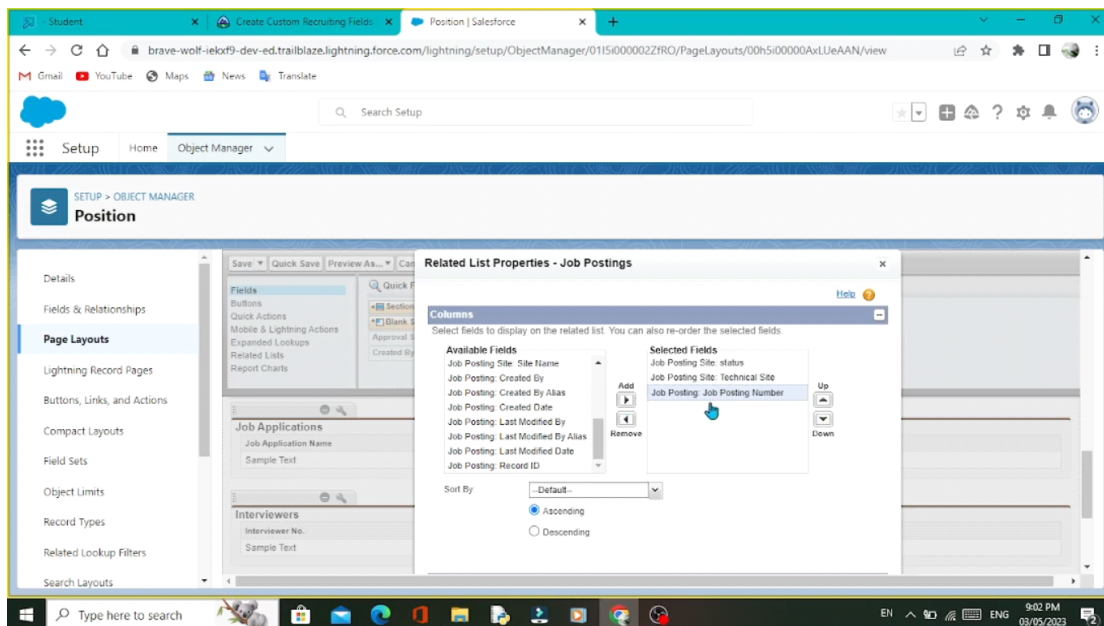 Student
Create Custom Recruiting Fields
Position | Salesforce
brave-wolf-iekxf9-dev-ed.trailblaze.lightning.force.com/lightning/setup/ObjectManager/01I5i000002ZfRO/PageLayouts/00h5i00000AxLUeAAN/view
Gmail YouTube Maps News Translate
Search Setup
Setup Home Object Manager
SETUP > OBJECT MANAGER
Position
Details
Fields & Relationships
Page Layouts
Lightning Record Pages
Buttons, Links, and Actions
Compact Layouts
Field Sets
Object Limits
Record Types
Related Lookup Filters
Search Layouts
Save Quick Save Preview As...
Fields
Buttons
Quick Actions
Mobile & Lightning Actions
Expanded Lookups
Related Lists
Report Charts
Quick F
Section
Blank S
Approval S
Created By
Job Applications
Job Application Name
Sample Text
Interviewers
Interviewer No.
Sample Text
Related List Properties - Job Postings
Help
Columns
Select fields to display on the related list. You can also re-order the selected fields.
Available Fields
Job Posting Site: Site Name
Job Posting: Created By
Job Posting: Created By Alias
Job Posting: Created Date
Job Posting: Last Modified By
Job Posting: Last Modified By Alias
Job Posting: Last Modified Date
Job Posting: Record ID
Add
Remove
Selected Fields
Job Posting Site: status
Job Posting Site: Technical Site
Job Posting: Job Posting Number
Up
Down
Sort By --Default--
Ascending
Descending
Type here to search
EN ENG 9:02 PM
03/05/2023
2